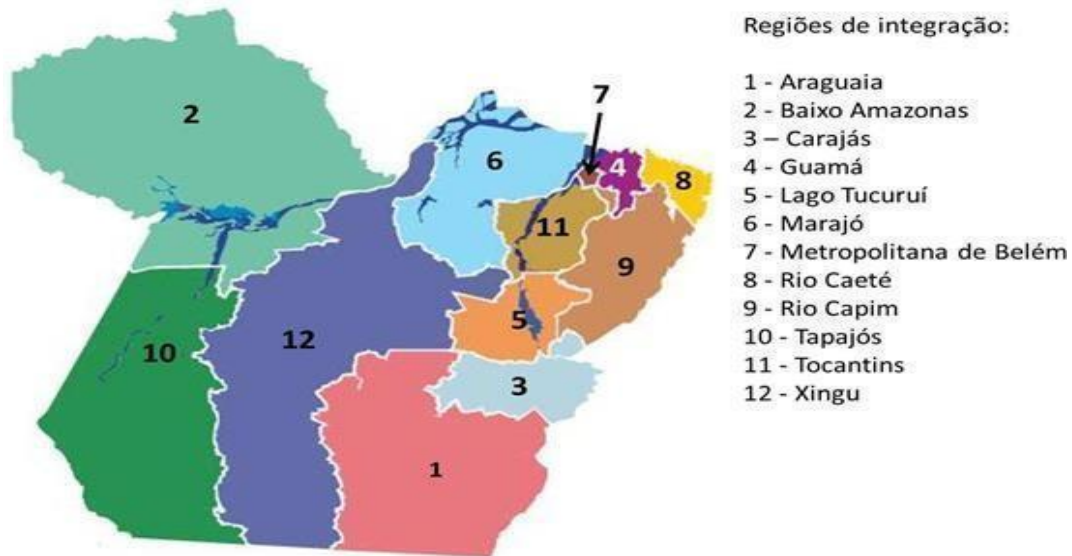 Regiões de integração:
1 - Araguaia
2 - Baixo Amazonas
3 – Carajás
4 - Guamá
5 - Lago Tucuruí
6 - Marajó
7 - Metropolitana de Belém
8 - Rio Caeté
9 - Rio Capim
10 - Tapajós
11 - Tocantins
12 - Xingu
2
7
6
4
8
11
9
5
10
12
3
1